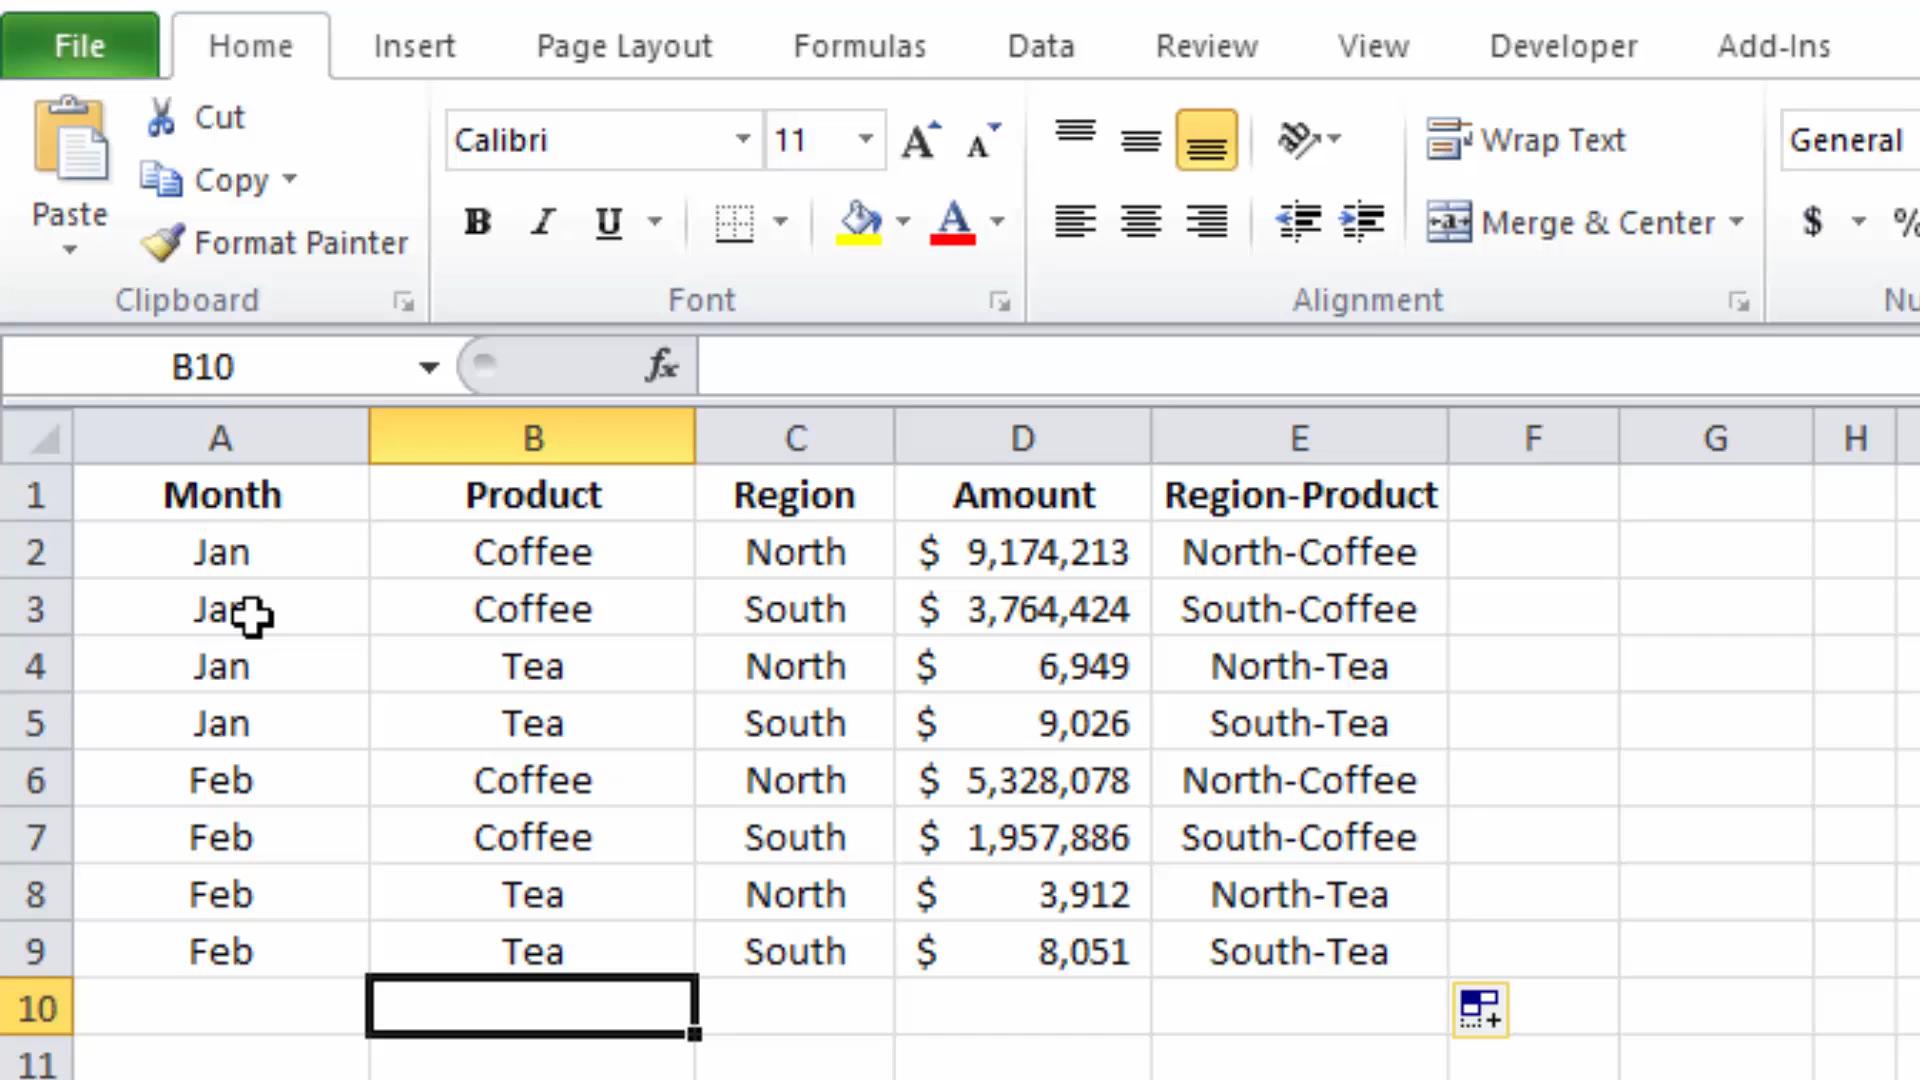 File Home Insert Page Layout Formulas Data Review View Developer Add-Ins
Cut
Copy
Paste
Format Painter
Clipboard
Calibri 11
B I U A
Font
Wrap Text
Merge & Center
Alignment
General
$ %
Nu
B10 fx
A B C D E F G H
1 Month Product Region Amount Region-Product
2 Jan Coffee North $ 9,174,213 North-Coffee
3 Jan Coffee South $ 3,764,424 South-Coffee
4 Jan Tea North $ 6,949 North-Tea
5 Jan Tea South $ 9,026 South-Tea
6 Feb Coffee North $ 5,328,078 North-Coffee
7 Feb Coffee South $ 1,957,886 South-Coffee
8 Feb Tea North $ 3,912 North-Tea
9 Feb Tea South $ 8,051 South-Tea
10
11